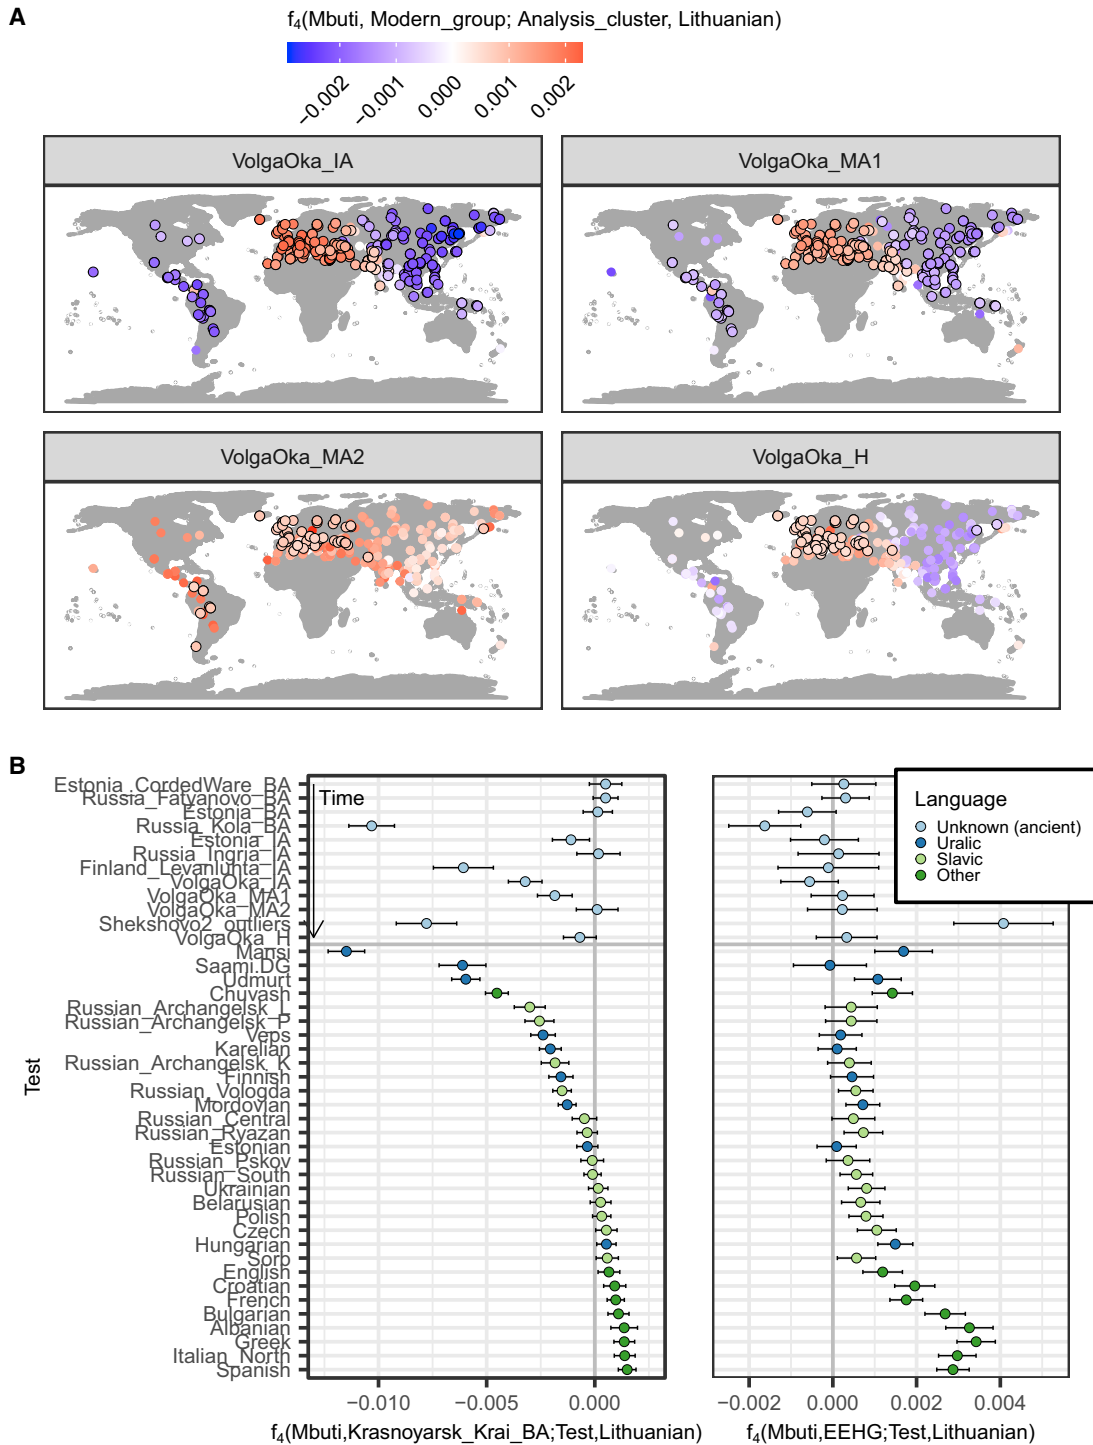 A
f₄(Mbuti, Modern_group; Analysis_cluster, Lithuanian)
−0.002
−0.001
0.000
0.001
0.002
VolgaOka_IA
VolgaOka_MA1
VolgaOka_MA2
VolgaOka_H
B
Test
Estonia_CordedWare_BA
Russia_Fatyanovo_BA
Estonia_BA
Russia_Kola_BA
Estonia_IA
Russia_Ingria_IA
Finland_Levanluhta_IA
VolgaOka_IA
VolgaOka_MA1
VolgaOka_MA2
Shekshovo2_outliers
VolgaOka_H
Mansi
Saami.DG
Udmurt
Chuvash
Russian_Archangelsk_L
Russian_Archangelsk_P
Veps
Karelian
Russian_Archangelsk_K
Finnish
Russian_Vologda
Mordovian
Russian_Central
Russian_Ryazan
Estonian
Russian_Pskov
Russian_South
Ukrainian
Belarusian
Polish
Czech
Hungarian
Sorb
English
Croatian
French
Bulgarian
Albanian
Greek
Italian_North
Spanish
Time
−0.010
−0.005
0.000
f₄(Mbuti,Krasnoyarsk_Krai_BA;Test,Lithuanian)
Language
Unknown (ancient)
Uralic
Slavic
Other
−0.002
0.000
0.002
0.004
f₄(Mbuti,EEHG;Test,Lithuanian)